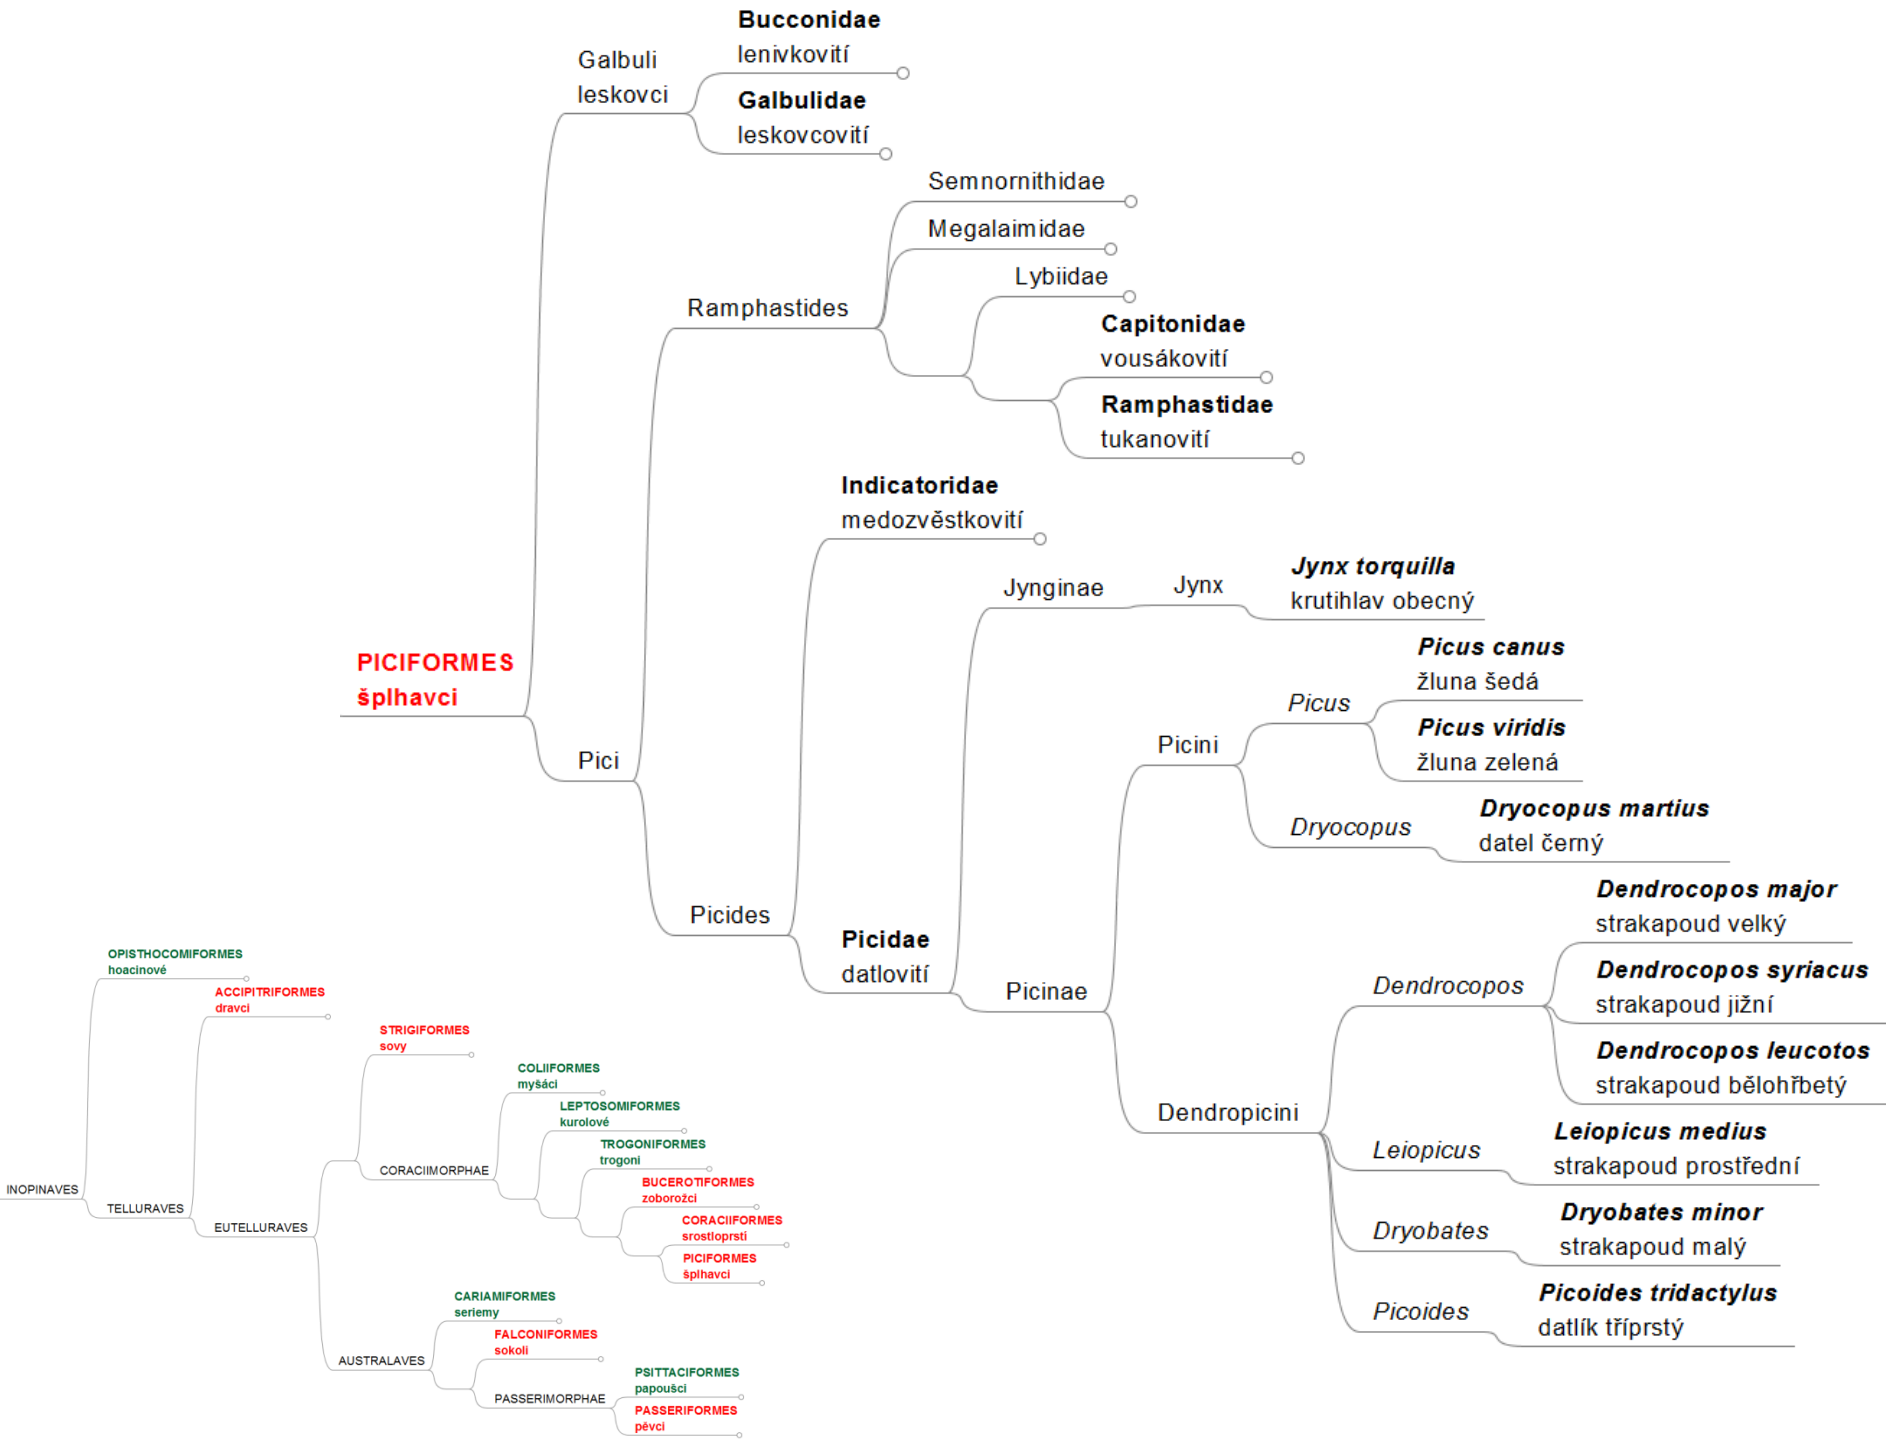 Bucconidae
lenivkovití
Galbuli
leskovci
Galbulidae
leskovcovití
Semnornithidae
Megalaimidae
Lybiidae
Ramphastides
Capitonidae
vousákovití
Ramphastidae
tukanovití
Indicatoridae
medozvěstkovití
Jynginae
Jynx
Jynx torquilla
krutihlav obecný
PICIFORMES
šplhavci
Pici
Picus canus
žluna šedá
Picus
Picus viridis
žluna zelená
Picini
Dryocopus
Dryocopus martius
datel černý
Picides
Picidae
datlovití
Picinae
Dendrocopos major
strakapoud velký
Dendrocopos
Dendrocopos syriacus
strakapoud jižní
Dendrocopos leucotos
strakapoud bělohřbetý
Dendropicini
Leiopicus
Leiopicus medius
strakapoud prostřední
Dryobates
Dryobates minor
strakapoud malý
Picoides
Picoides tridactylus
datlík tříprstý
OPISTHOCOMIFORMES
hoacinové
ACCIPITRIFORMES
dravci
STRIGIFORMES
sovy
COLIIFORMES
myšáci
LEPTOSOMIFORMES
kurolové
TROGONIFORMES
trogoni
CORACIIMORPHAE
BUCEROTIFORMES
zoborožci
INOPINAVES
TELLURAVES
EUTELLURAVES
CORACIIFORMES
srostloprstí
PICIFORMES
šplhavci
CARIAMIFORMES
seriemy
FALCONIFORMES
sokoli
AUSTRALAVES
PSITTACIFORMES
papoušci
PASSERIMORPHAE
PASSERIFORMES
pěvci